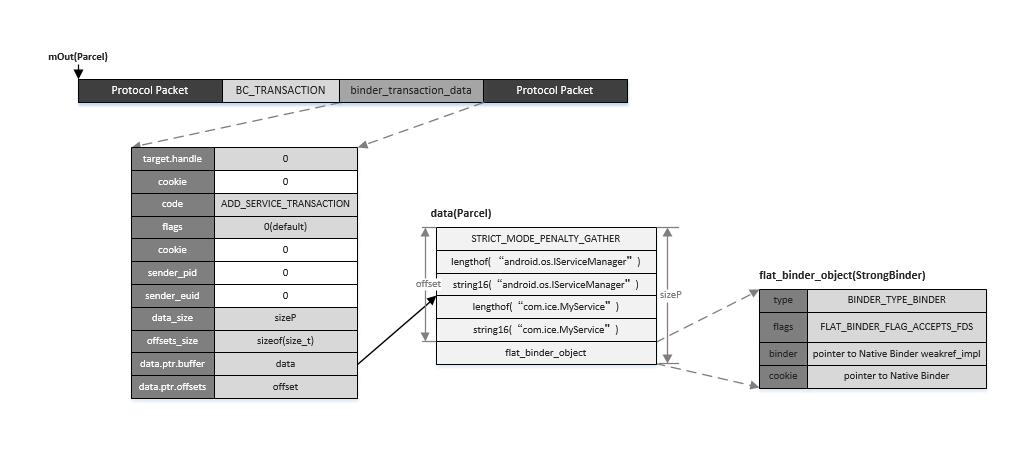 mOut(Parcel)
Protocol Packet BC_TRANSACTION binder_transaction_data Protocol Packet
target.handle 0
cookie 0
code ADD_SERVICE_TRANSACTION
flags 0(default)
cookie 0
sender_pid 0
sender_euid 0
data_size sizeP
offsets_size sizeof(size_t)
data.ptr.buffer data
data.ptr.offsets offset
data(Parcel)
STRICT_MODE_PENALTY_GATHER
lengthof( “android.os.IServiceManager” )
string16( “android.os.IServiceManager” )
lengthof( “com.ice.MyService” )
string16( “com.ice.MyService” )
flat_binder_object
offset
sizeP
flat_binder_object(StrongBinder)
type BINDER_TYPE_BINDER
flags FLAT_BINDER_FLAG_ACCEPTS_FDS
binder pointer to Native Binder weakref_impl
cookie pointer to Native Binder